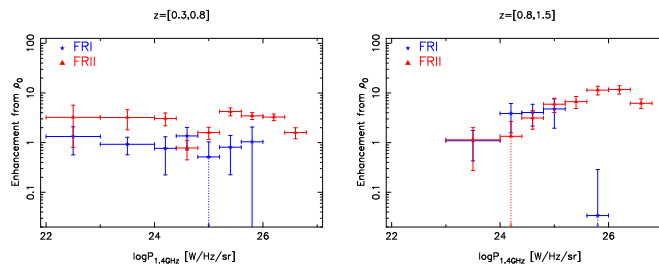 z=[0.3,0.8]
FRI
FRII
Enhancement from ρ₀
100
10
1
0.1
22
24
26
logP₁.₄GHz [W/Hz/sr]
z=[0.8,1.5]
FRI
FRII
Enhancement from ρ₀
100
10
1
0.1
22
24
26
logP₁.₄GHz [W/Hz/sr]